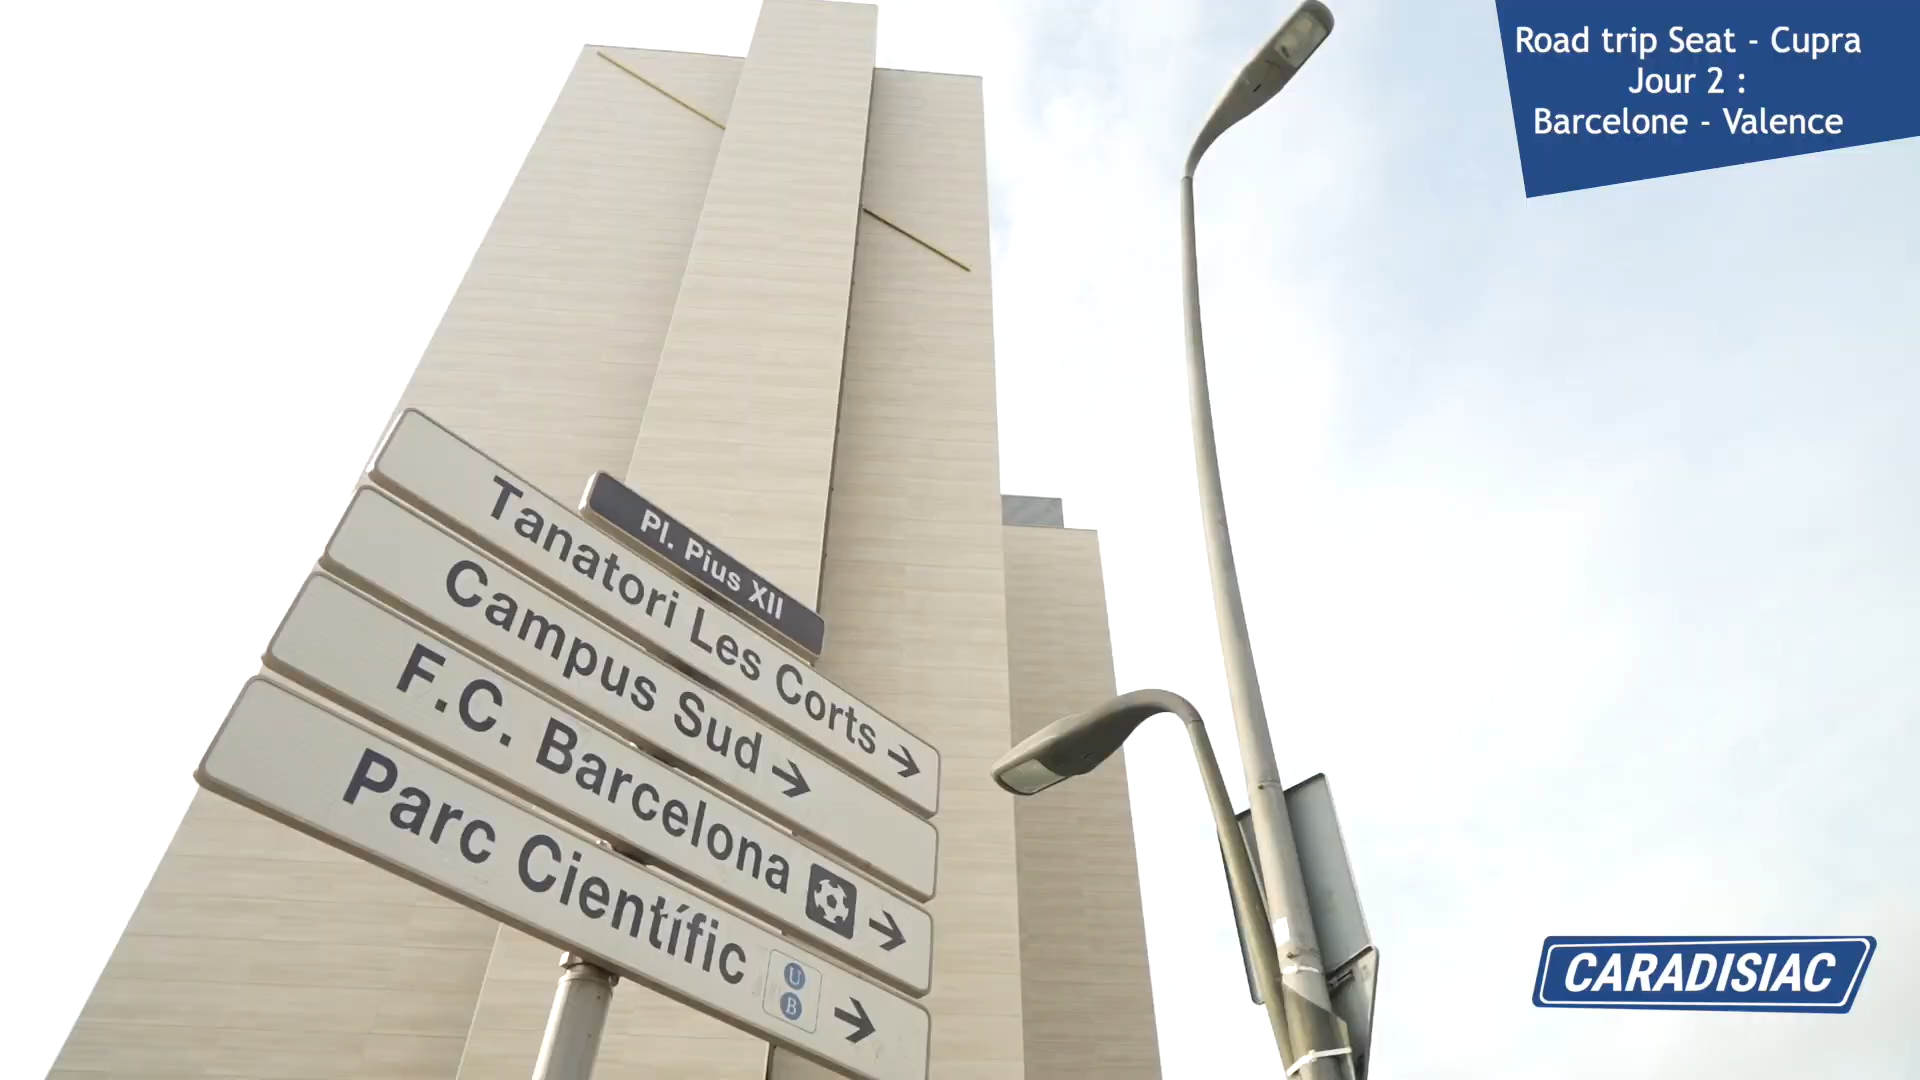 Road trip Seat - Cupra
Jour 2 :
Barcelone - Valence
Pl. Pius XII
Tanatori Les Corts
Campus Sud
F.C. Barcelona
Parc Científic
U
B
CARADISIAC